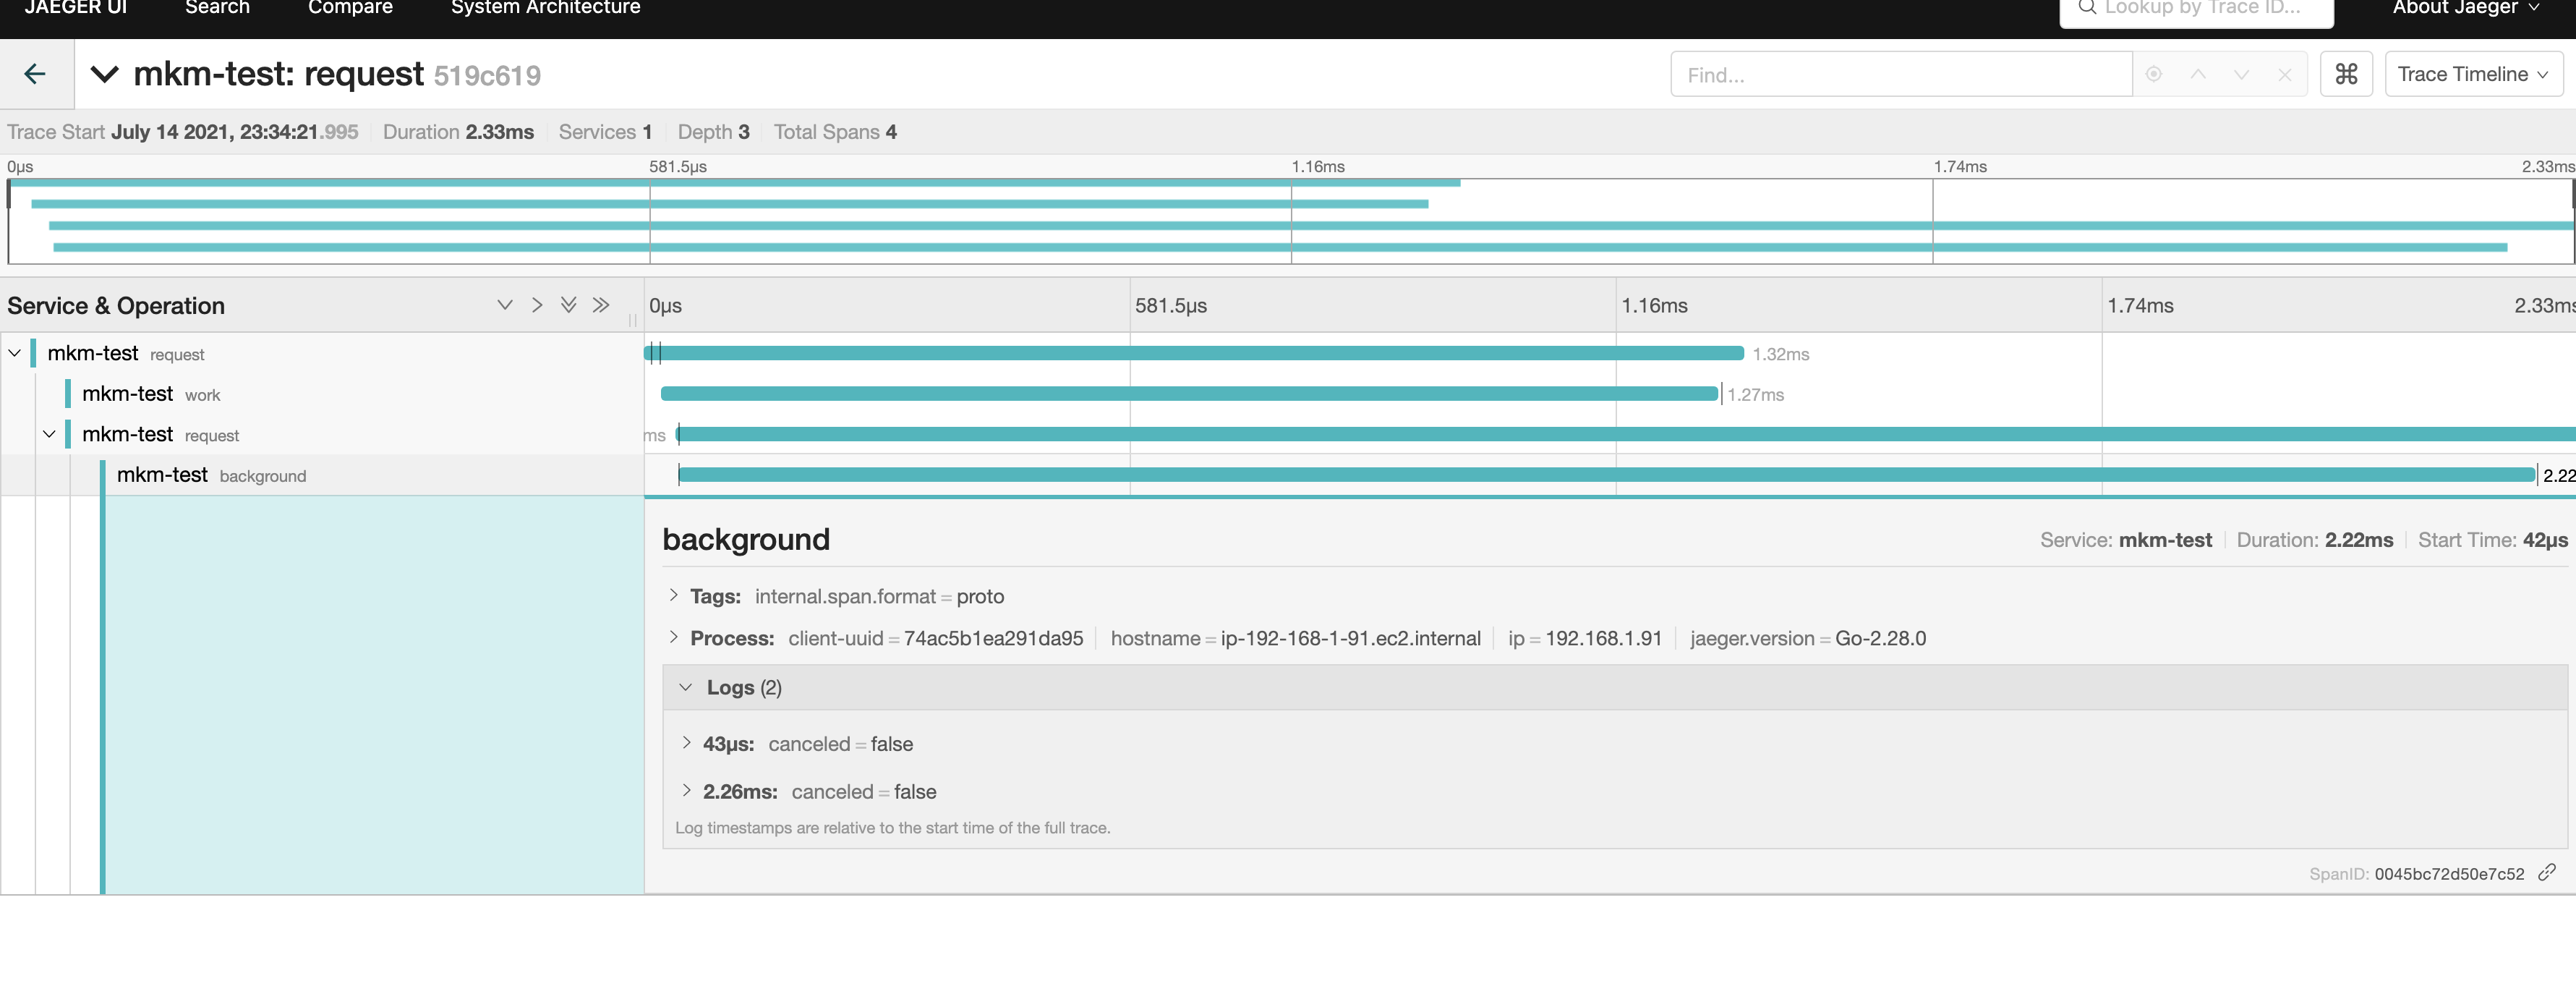 JAEGER UI Search Compare System Architecture Lookup by Trace ID... About Jaeger
mkm-test: request 519c619 Find... ⌘ Trace Timeline
Trace Start July 14 2021, 23:34:21.995 Duration 2.33ms Services 1 Depth 3 Total Spans 4
0μs 581.5μs 1.16ms 1.74ms 2.33ms
Service & Operation 0μs 581.5μs 1.16ms 1.74ms 2.33ms
mkm-test request 1.32ms
mkm-test work 1.27ms
mkm-test request ms
mkm-test background 2.22
background Service: mkm-test Duration: 2.22ms Start Time: 42μs
Tags: internal.span.format = proto
Process: client-uuid = 74ac5b1ea291da95 hostname = ip-192-168-1-91.ec2.internal ip = 192.168.1.91 jaeger.version = Go-2.28.0
Logs (2)
43μs: canceled = false
2.26ms: canceled = false
Log timestamps are relative to the start time of the full trace.
SpanID: 0045bc72d50e7c52